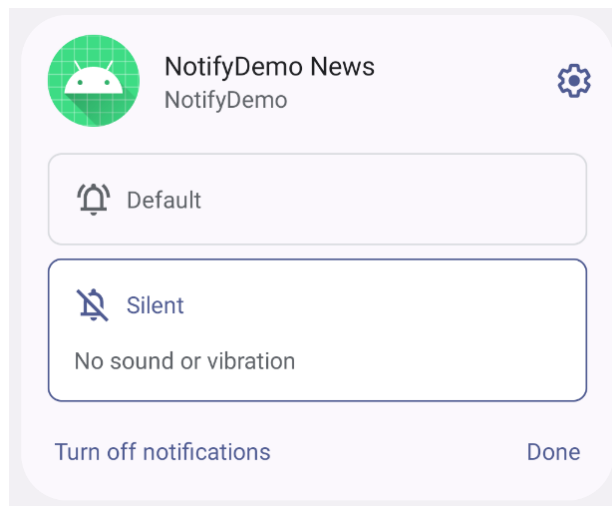 NotifyDemo News
NotifyDemo
Default
Silent
No sound or vibration
Turn off notifications
Done